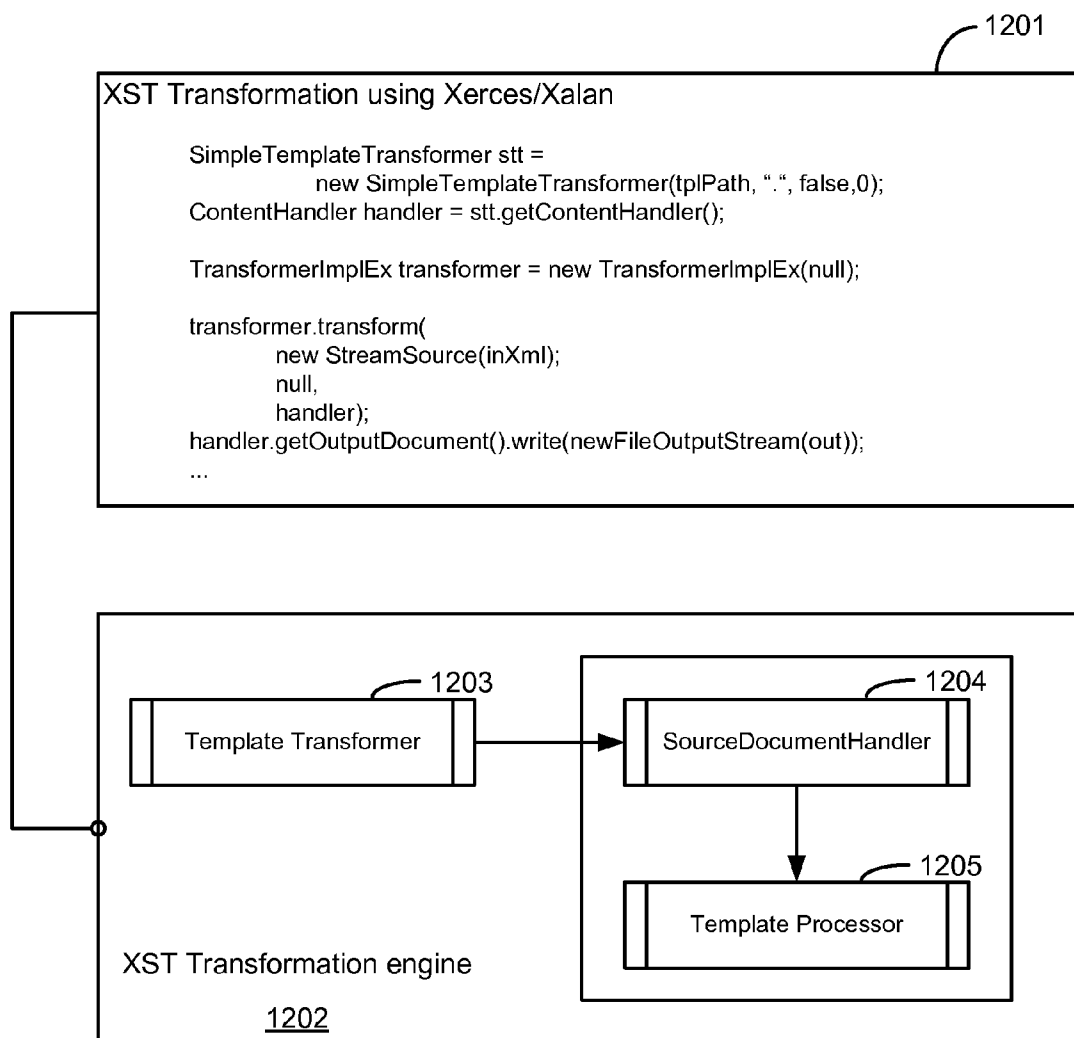 1201
XST Transformation using Xerces/Xalan
SimpleTemplateTransformer stt =
new SimpleTemplateTransformer(tplPath, “.“, false,0);
ContentHandler handler = stt.getContentHandler();
TransformerImplEx transformer = new TransformerImplEx(null);
transformer.transform(
new StreamSource(inXml);
null,
handler);
handler.getOutputDocument().write(newFileOutputStream(out));
...
1203
Template Transformer
1204
SourceDocumentHandler
1205
Template Processor
XST Transformation engine
1202